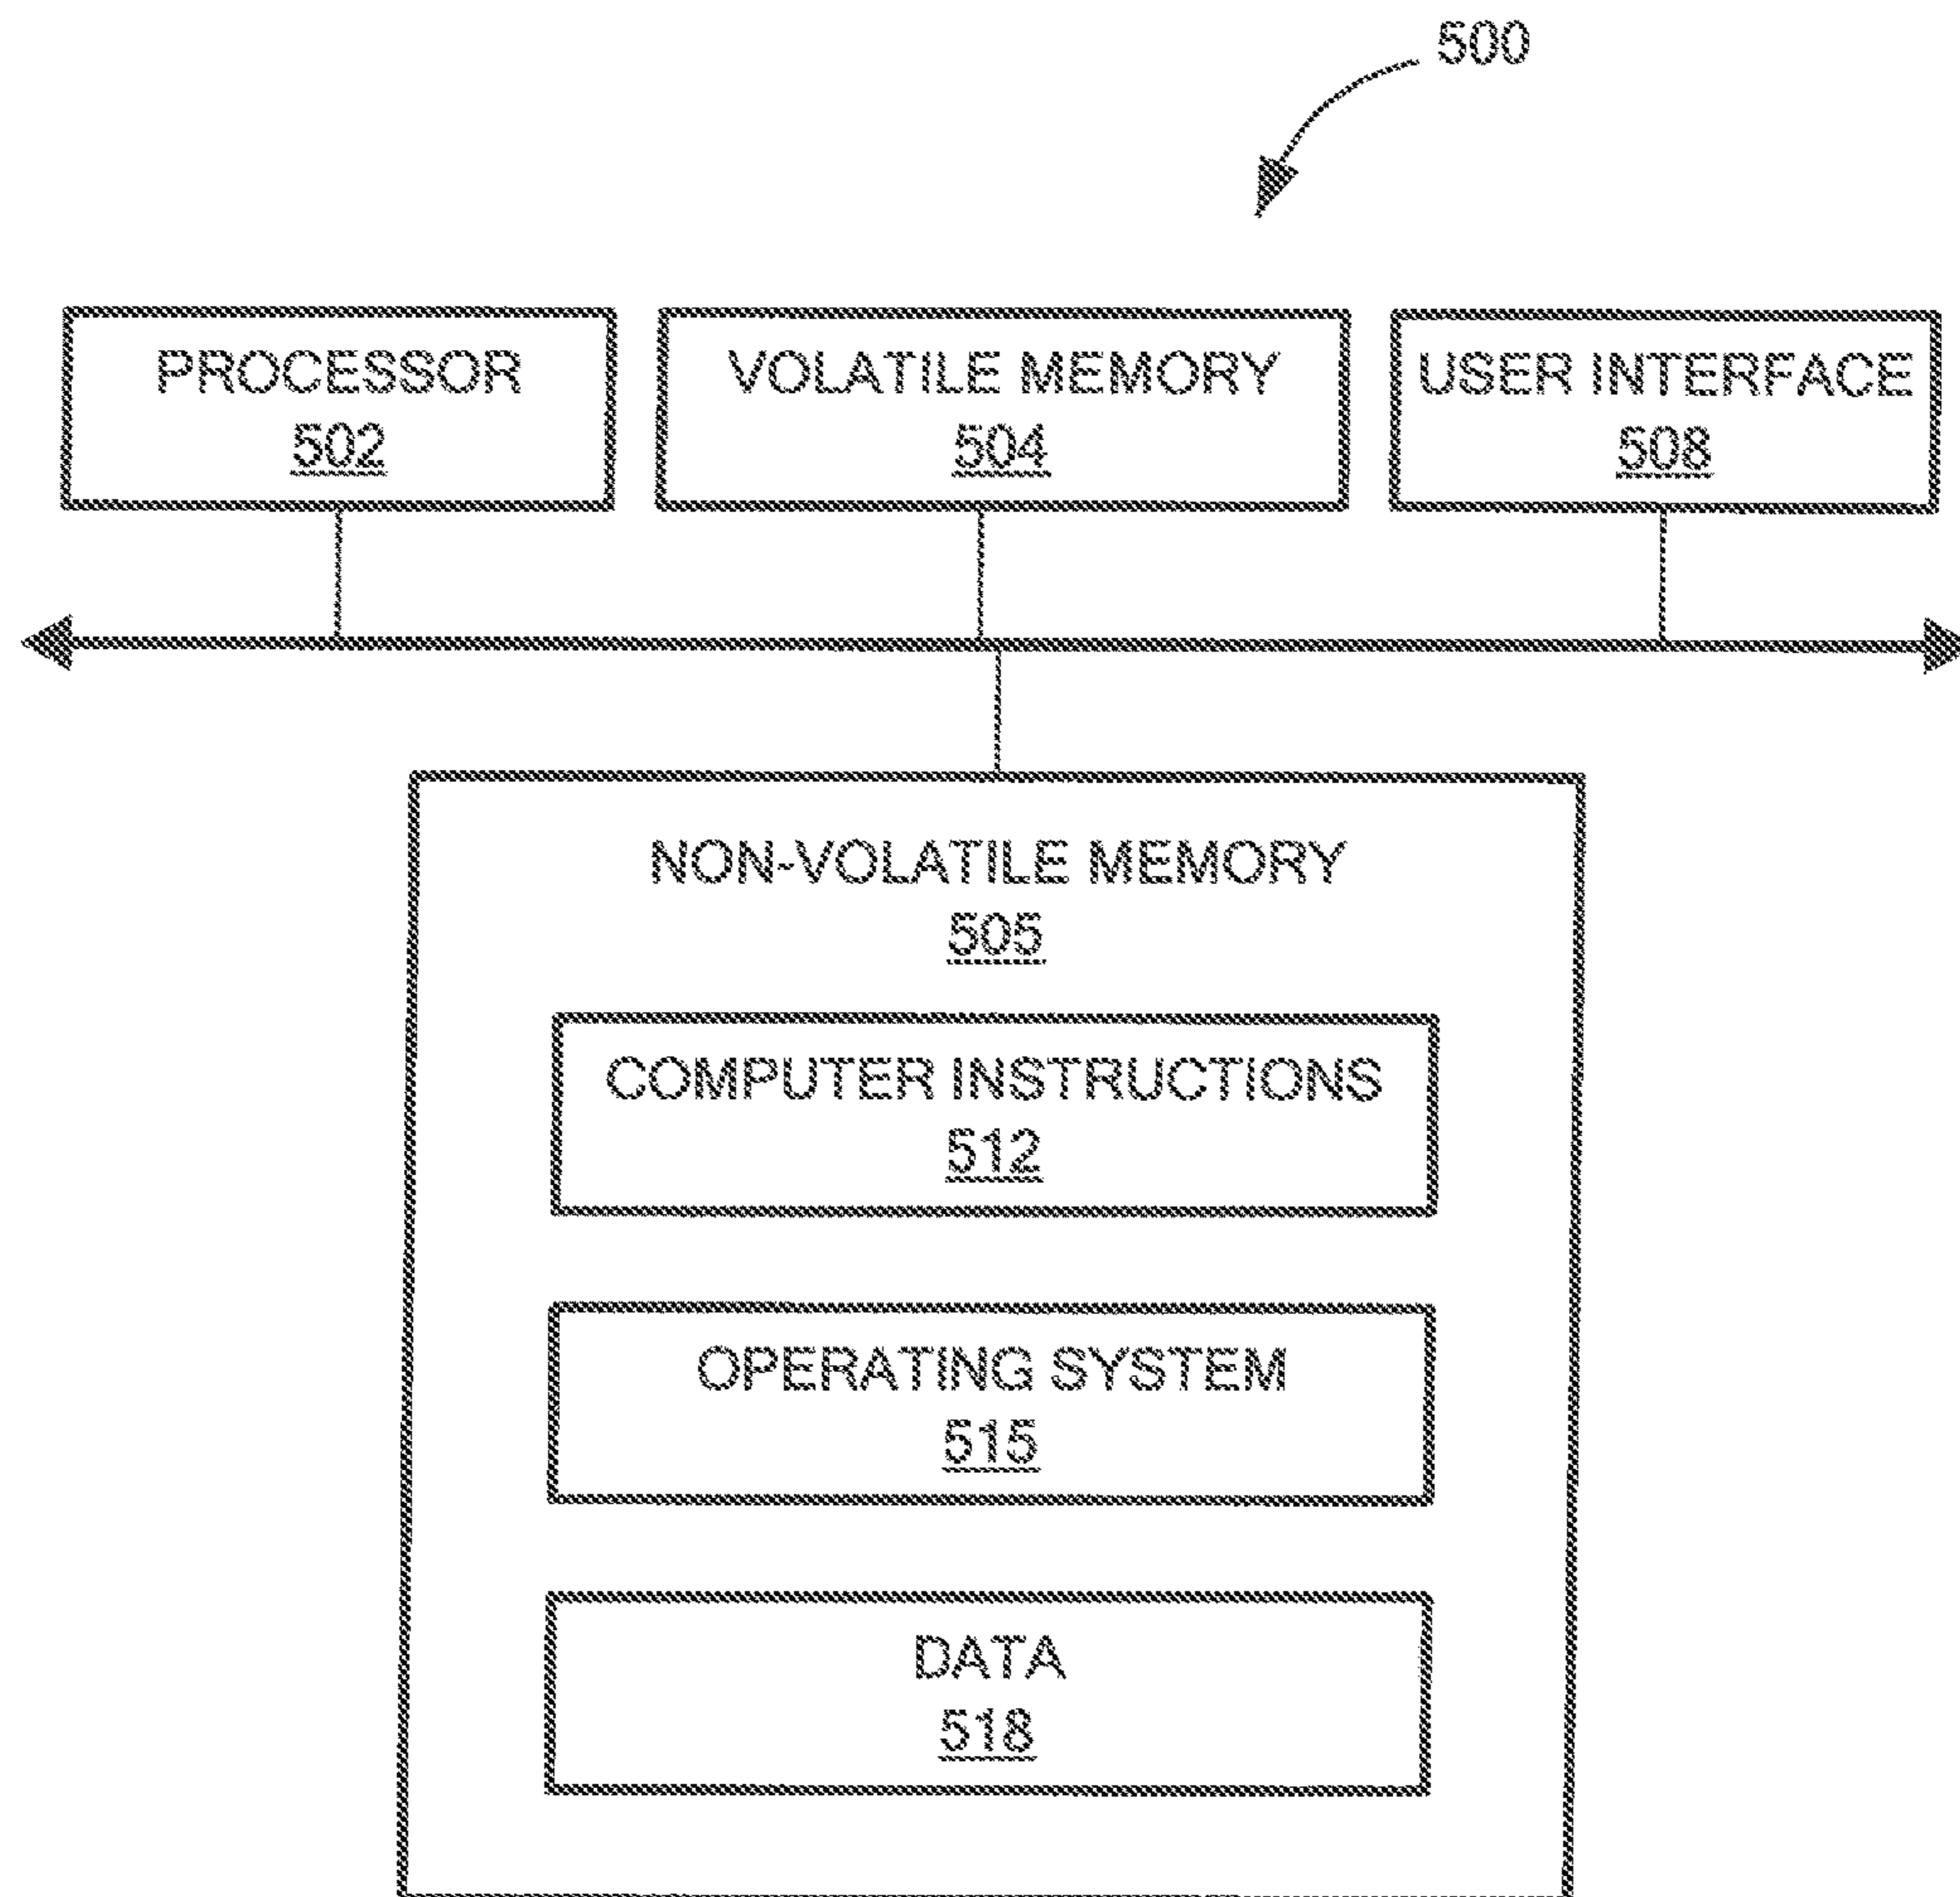 500
PROCESSOR
502
VOLATILE MEMORY
504
USER INTERFACE
508
NON-VOLATILE MEMORY
505
COMPUTER INSTRUCTIONS
512
OPERATING SYSTEM
515
DATA
518